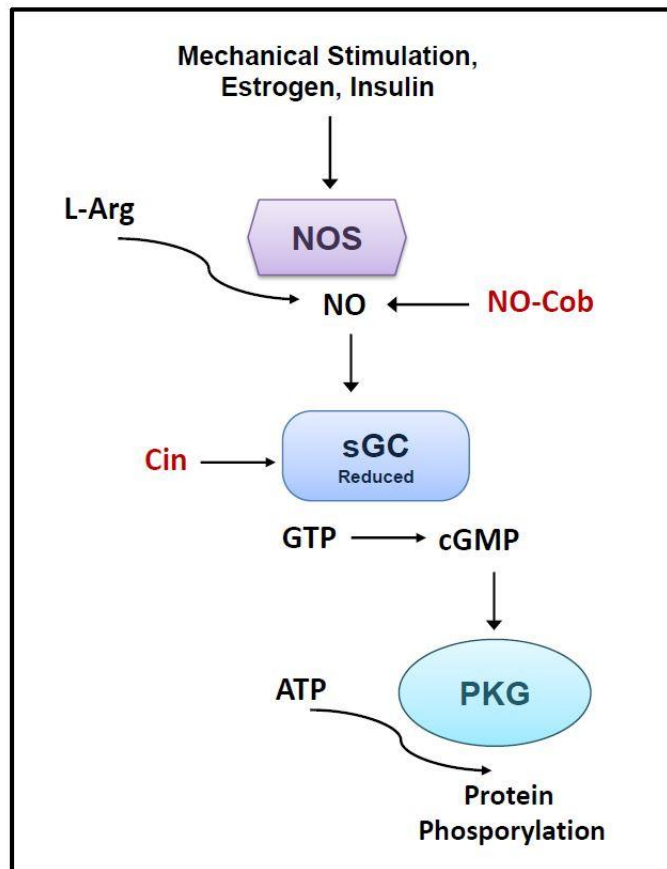 Mechanical Stimulation,
Estrogen, Insulin
L-Arg
NOS
NO
NO-Cob
Cin
sGC
Reduced
GTP
cGMP
ATP
PKG
Protein
Phosporylation